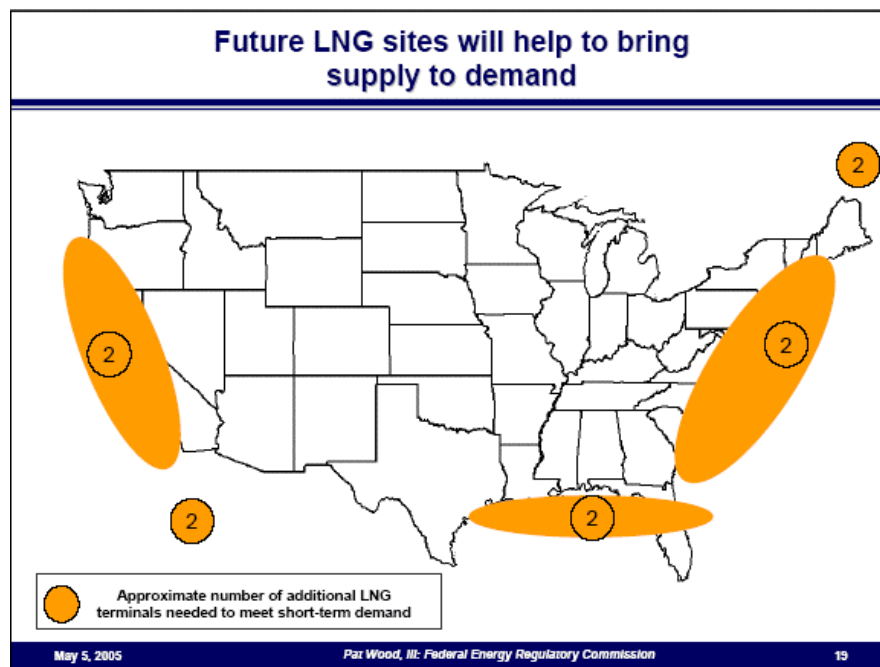 Future LNG sites will help to bring
supply to demand
2
2
2
2
2
Approximate number of additional LNG
terminals needed to meet short-term demand
May 5, 2005
Pat Wood, III: Federal Energy Regulatory Commission
19